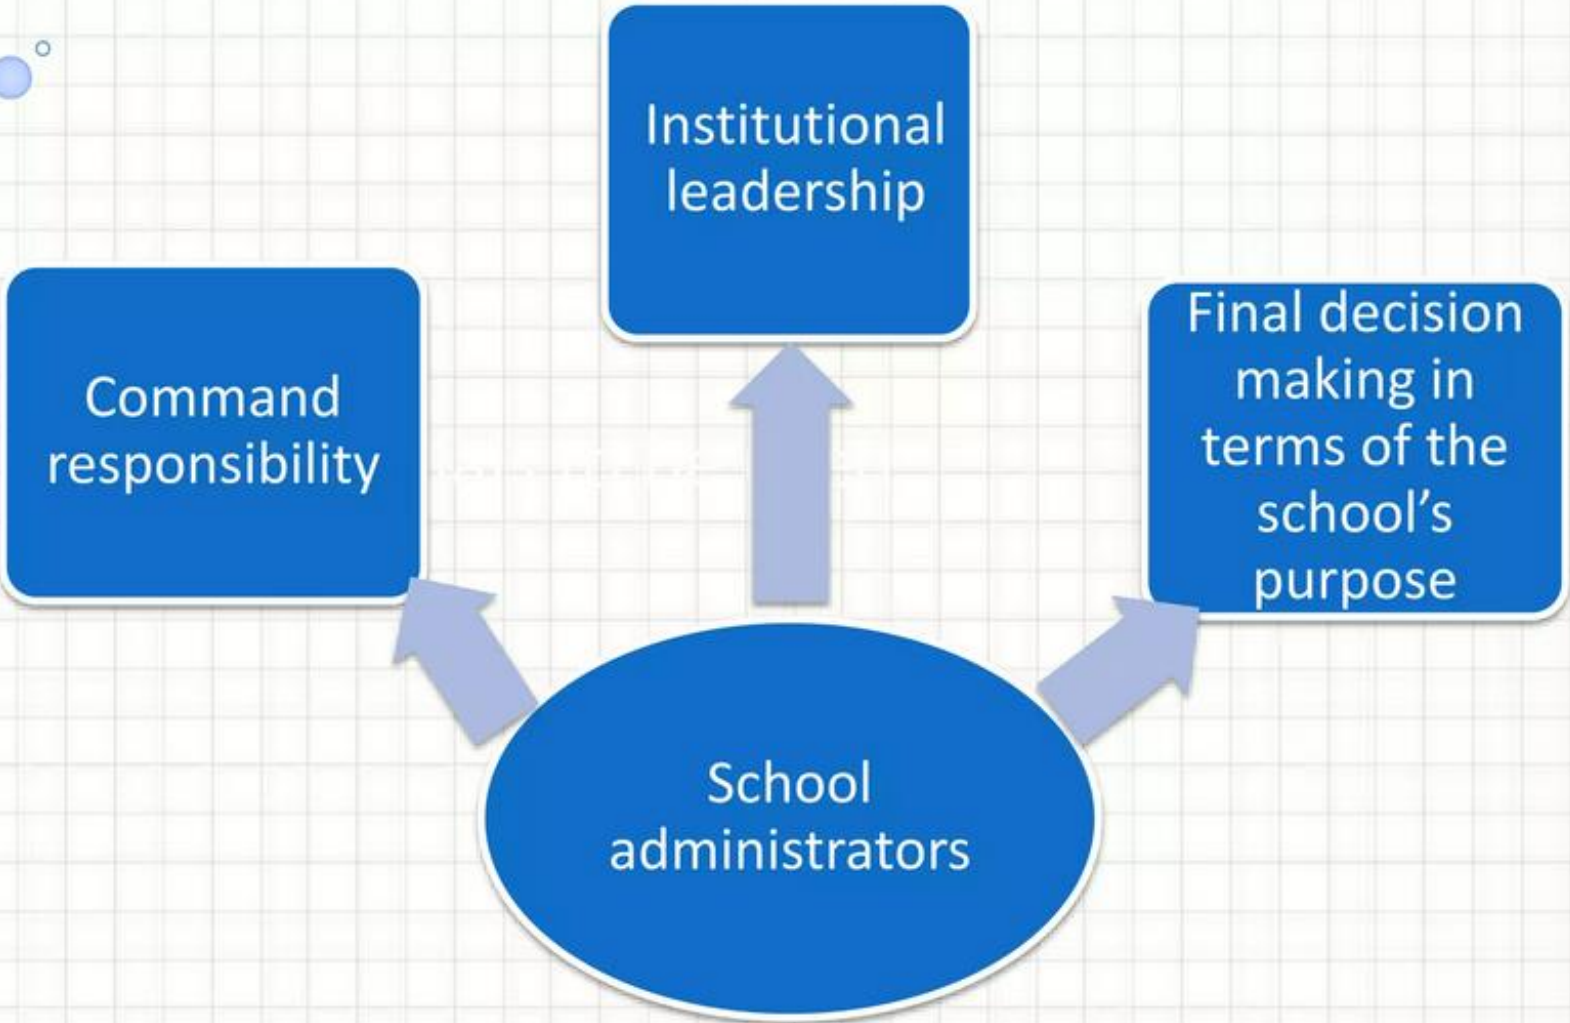 Institutional
leadership
Command
responsibility
Final decision
making in
terms of the
school’s
purpose
School
administrators